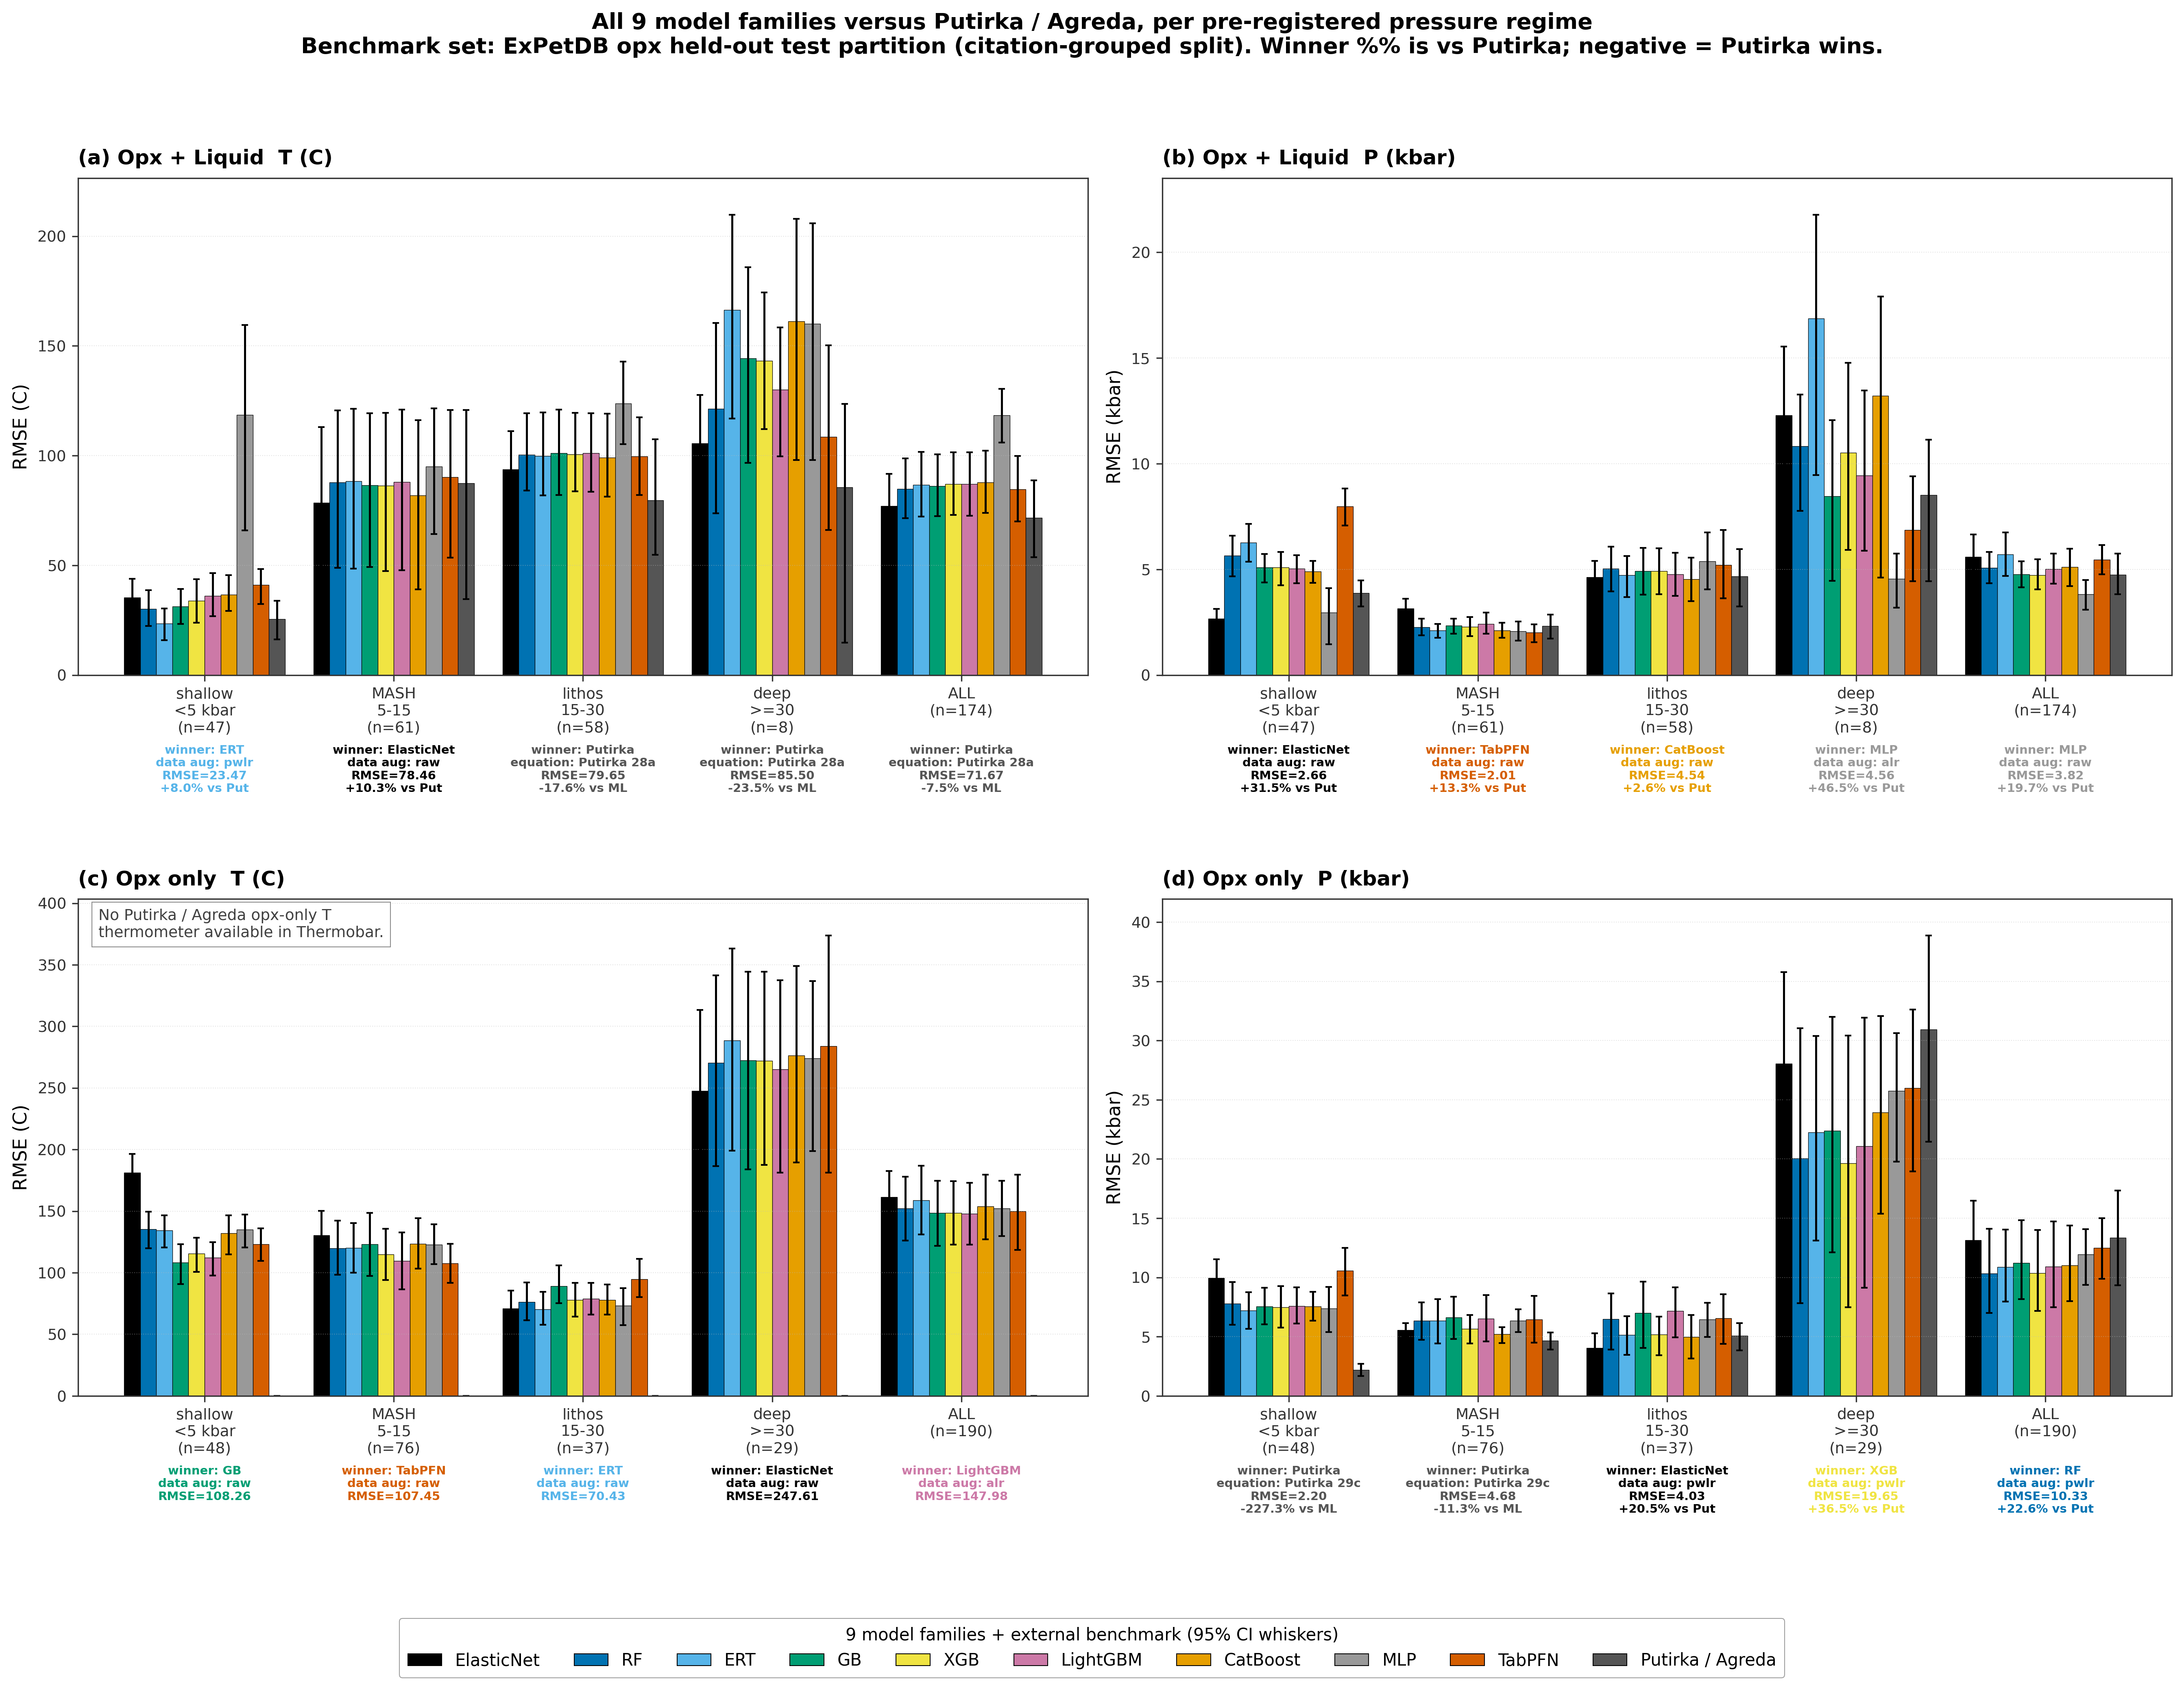 All 9 model families versus Putirka / Agreda, per pre-registered pressure regime
Benchmark set: ExPetDB opx held-out test partition (citation-grouped split). Winner %% is vs Putirka; negative = Putirka wins.
(a) Opx + Liquid  T (C)
RMSE (C)
200
150
100
50
0
shallow
<5 kbar
(n=47)
winner: ERT
data aug: pwlr
RMSE=23.47
+8.0% vs Put
MASH
5-15
(n=61)
winner: ElasticNet
data aug: raw
RMSE=78.46
+10.3% vs Put
lithos
15-30
(n=58)
winner: Putirka
equation: Putirka 28a
RMSE=79.65
-17.6% vs ML
deep
>=30
(n=8)
winner: Putirka
equation: Putirka 28a
RMSE=85.50
-23.5% vs ML
ALL
(n=174)
winner: Putirka
equation: Putirka 28a
RMSE=71.67
-7.5% vs ML
(b) Opx + Liquid  P (kbar)
RMSE (kbar)
20
15
10
5
0
shallow
<5 kbar
(n=47)
winner: ElasticNet
data aug: raw
RMSE=2.66
+31.5% vs Put
MASH
5-15
(n=61)
winner: TabPFN
data aug: raw
RMSE=2.01
+13.3% vs Put
lithos
15-30
(n=58)
winner: CatBoost
data aug: raw
RMSE=4.54
+2.6% vs Put
deep
>=30
(n=8)
winner: MLP
data aug: alr
RMSE=4.56
+46.5% vs Put
ALL
(n=174)
winner: MLP
data aug: raw
RMSE=3.82
+19.7% vs Put
(c) Opx only  T (C)
No Putirka / Agreda opx-only T
thermometer available in Thermobar.
RMSE (C)
400
350
300
250
200
150
100
50
0
shallow
<5 kbar
(n=48)
winner: GB
data aug: raw
RMSE=108.26
MASH
5-15
(n=76)
winner: TabPFN
data aug: raw
RMSE=107.45
lithos
15-30
(n=37)
winner: ERT
data aug: raw
RMSE=70.43
deep
>=30
(n=29)
winner: ElasticNet
data aug: raw
RMSE=247.61
ALL
(n=190)
winner: LightGBM
data aug: alr
RMSE=147.98
(d) Opx only  P (kbar)
RMSE (kbar)
40
35
30
25
20
15
10
5
0
shallow
<5 kbar
(n=48)
winner: Putirka
equation: Putirka 29c
RMSE=2.20
-227.3% vs ML
MASH
5-15
(n=76)
winner: Putirka
equation: Putirka 29c
RMSE=4.68
-11.3% vs ML
lithos
15-30
(n=37)
winner: ElasticNet
data aug: pwlr
RMSE=4.03
+20.5% vs Put
deep
>=30
(n=29)
winner: XGB
data aug: pwlr
RMSE=19.65
+36.5% vs Put
ALL
(n=190)
winner: RF
data aug: pwlr
RMSE=10.33
+22.6% vs Put
9 model families + external benchmark (95% CI whiskers)
ElasticNet RF ERT GB XGB LightGBM CatBoost MLP TabPFN Putirka / Agreda